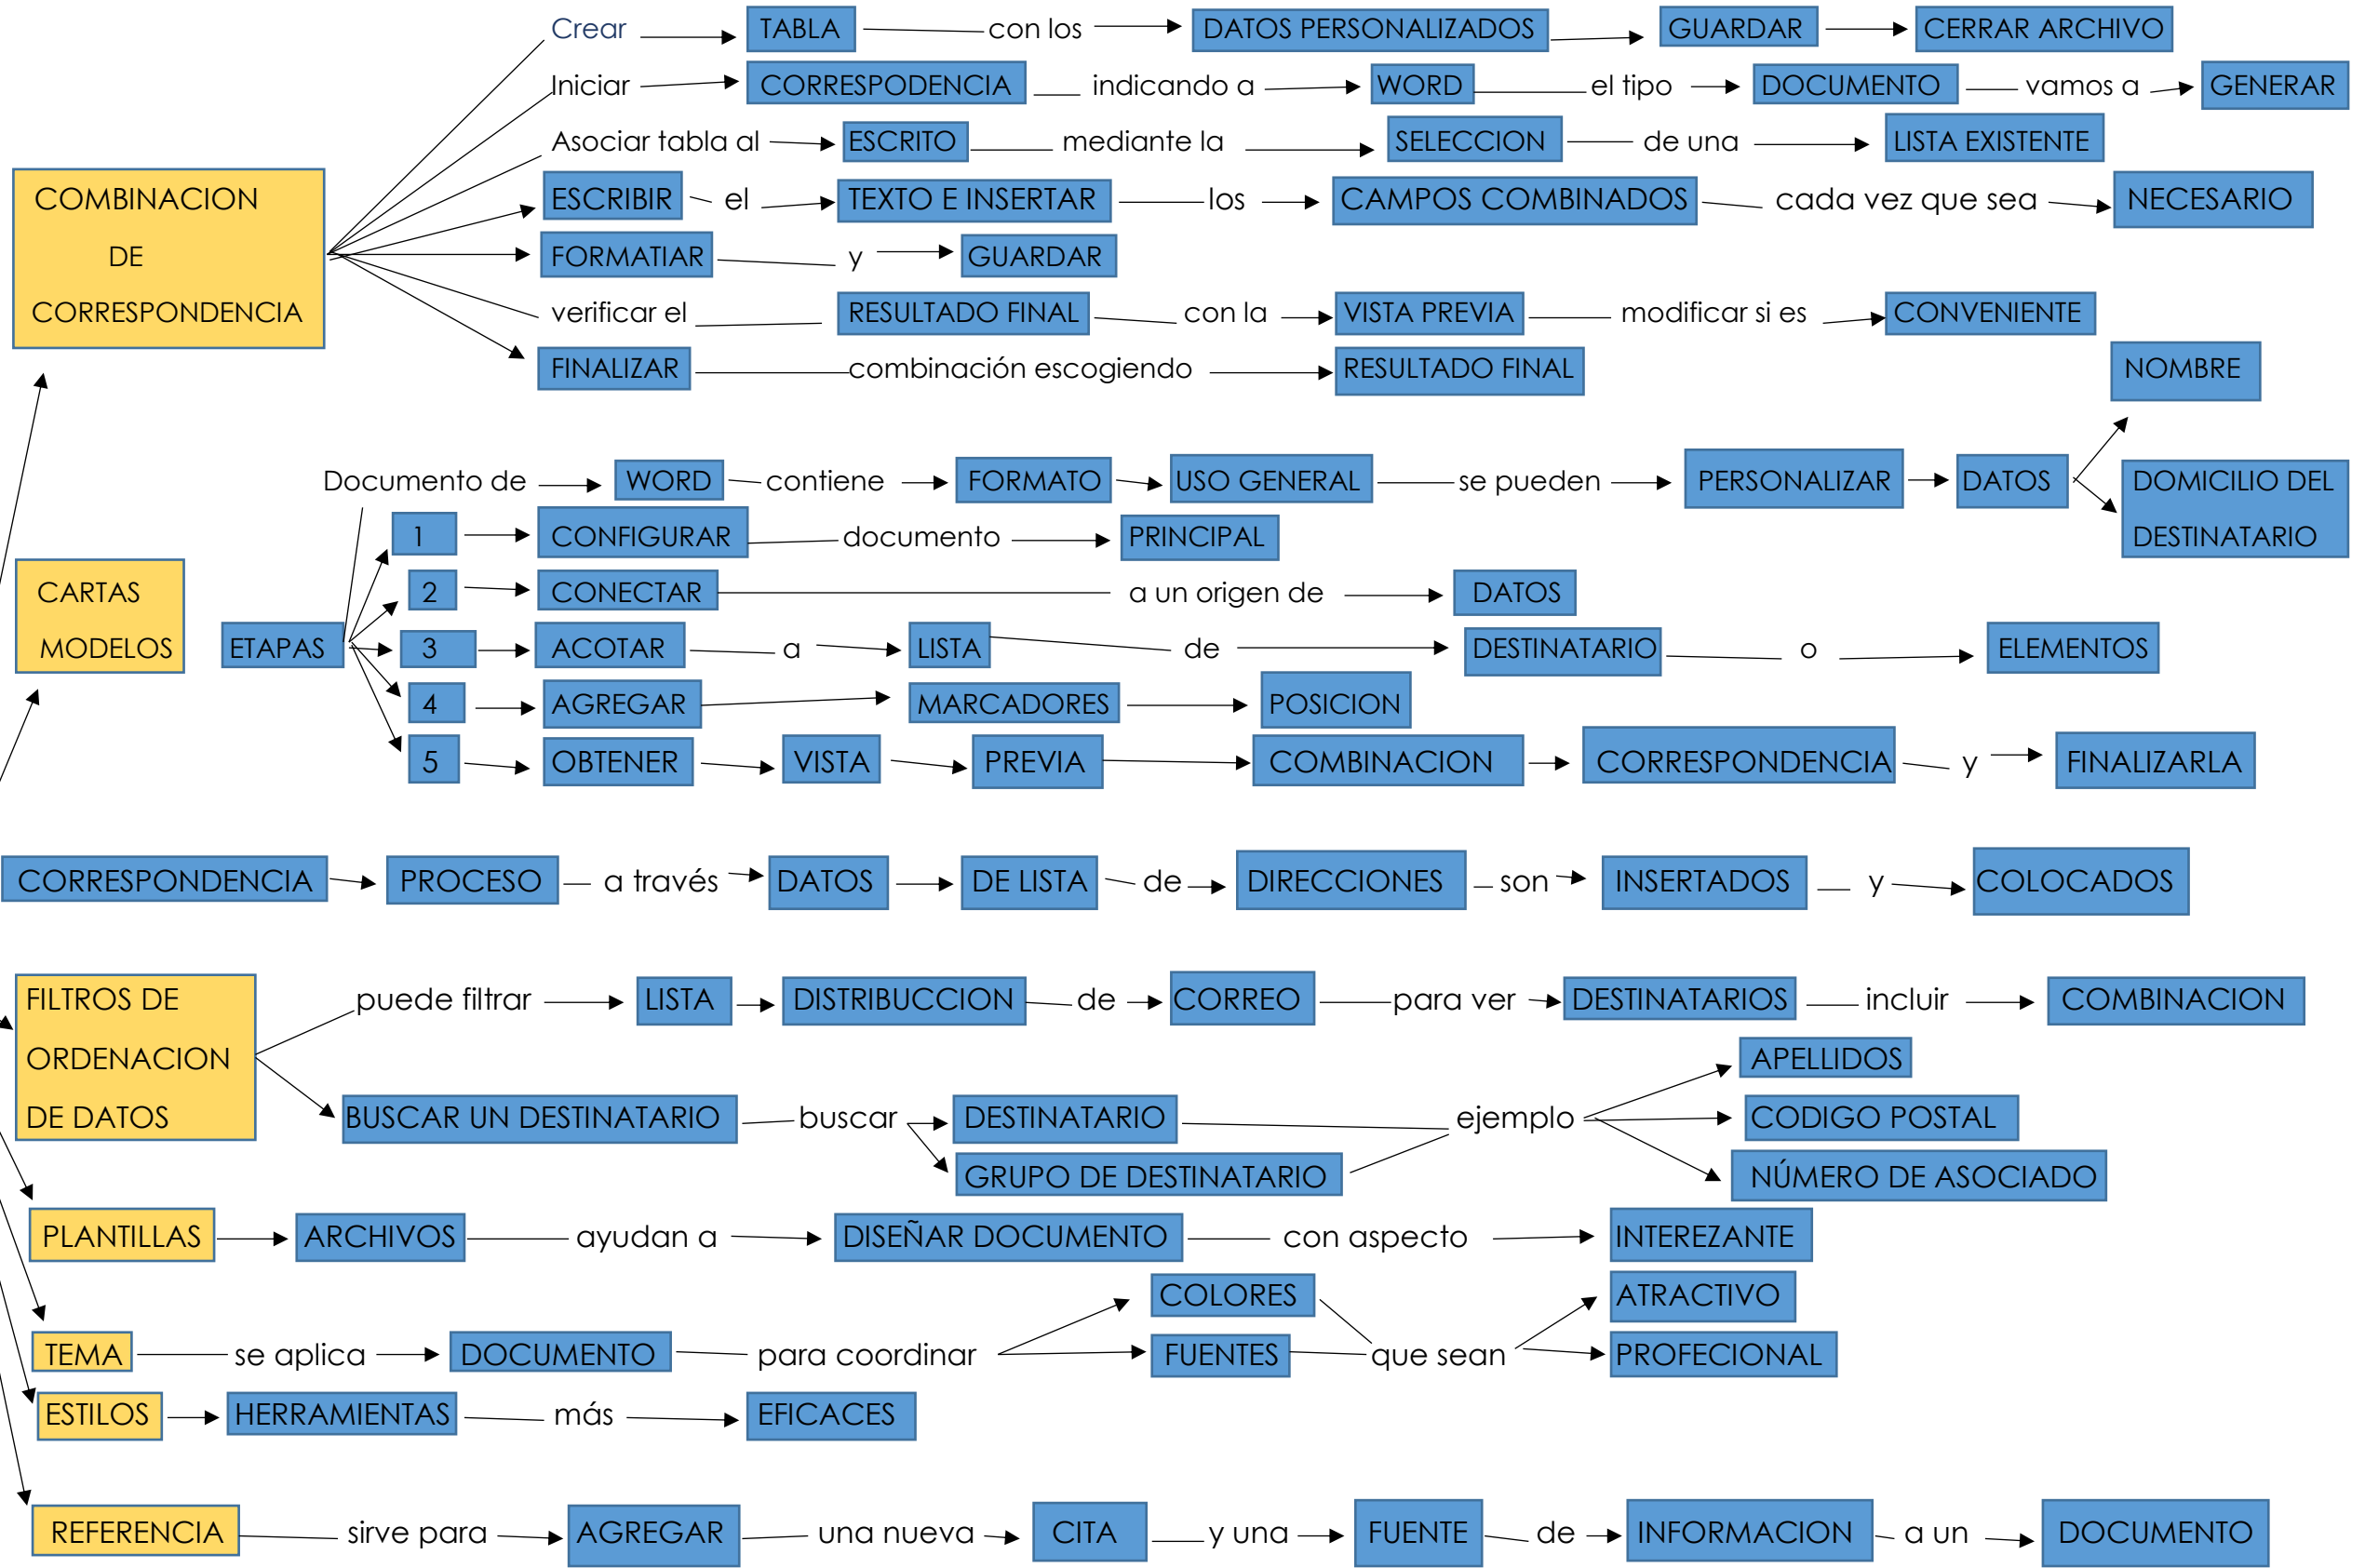 Crear TABLA con los DATOS PERSONALIZADOS GUARDAR CERRAR ARCHIVO
Iniciar CORRESPODENCIA indicando a WORD el tipo DOCUMENTO vamos a GENERAR
Asociar tabla al ESCRITO mediante la SELECCION de una LISTA EXISTENTE
COMBINACION
DE
CORRESPONDENCIA
ESCRIBIR el TEXTO E INSERTAR los CAMPOS COMBINADOS cada vez que sea NECESARIO
FORMATIAR y GUARDAR
verificar el RESULTADO FINAL con la VISTA PREVIA modificar si es CONVENIENTE
FINALIZAR combinación escogiendo RESULTADO FINAL
NOMBRE
Documento de WORD contiene FORMATO USO GENERAL se pueden PERSONALIZAR DATOS
DOMICILIO DEL
DESTINATARIO
1 CONFIGURAR documento PRINCIPAL
CARTAS
MODELOS
2 CONECTAR a un origen de DATOS
ETAPAS 3 ACOTAR a LISTA de DESTINATARIO o ELEMENTOS
4 AGREGAR MARCADORES POSICION
5 OBTENER VISTA PREVIA COMBINACION CORRESPONDENCIA y FINALIZARLA
CORRESPONDENCIA PROCESO a través DATOS DE LISTA de DIRECCIONES son INSERTADOS y COLOCADOS
FILTROS DE
ORDENACION
DE DATOS
puede filtrar LISTA DISTRIBUCCION de CORREO para ver DESTINATARIOS incluir COMBINACION
APELLIDOS
BUSCAR UN DESTINATARIO buscar DESTINATARIO ejemplo CODIGO POSTAL
GRUPO DE DESTINATARIO NÚMERO DE ASOCIADO
PLANTILLAS ARCHIVOS ayudan a DISEÑAR DOCUMENTO con aspecto INTEREZANTE
COLORES ATRACTIVO
TEMA se aplica DOCUMENTO para coordinar FUENTES que sean PROFECIONAL
ESTILOS HERRAMIENTAS más EFICACES
REFERENCIA sirve para AGREGAR una nueva CITA y una FUENTE de INFORMACION a un DOCUMENTO